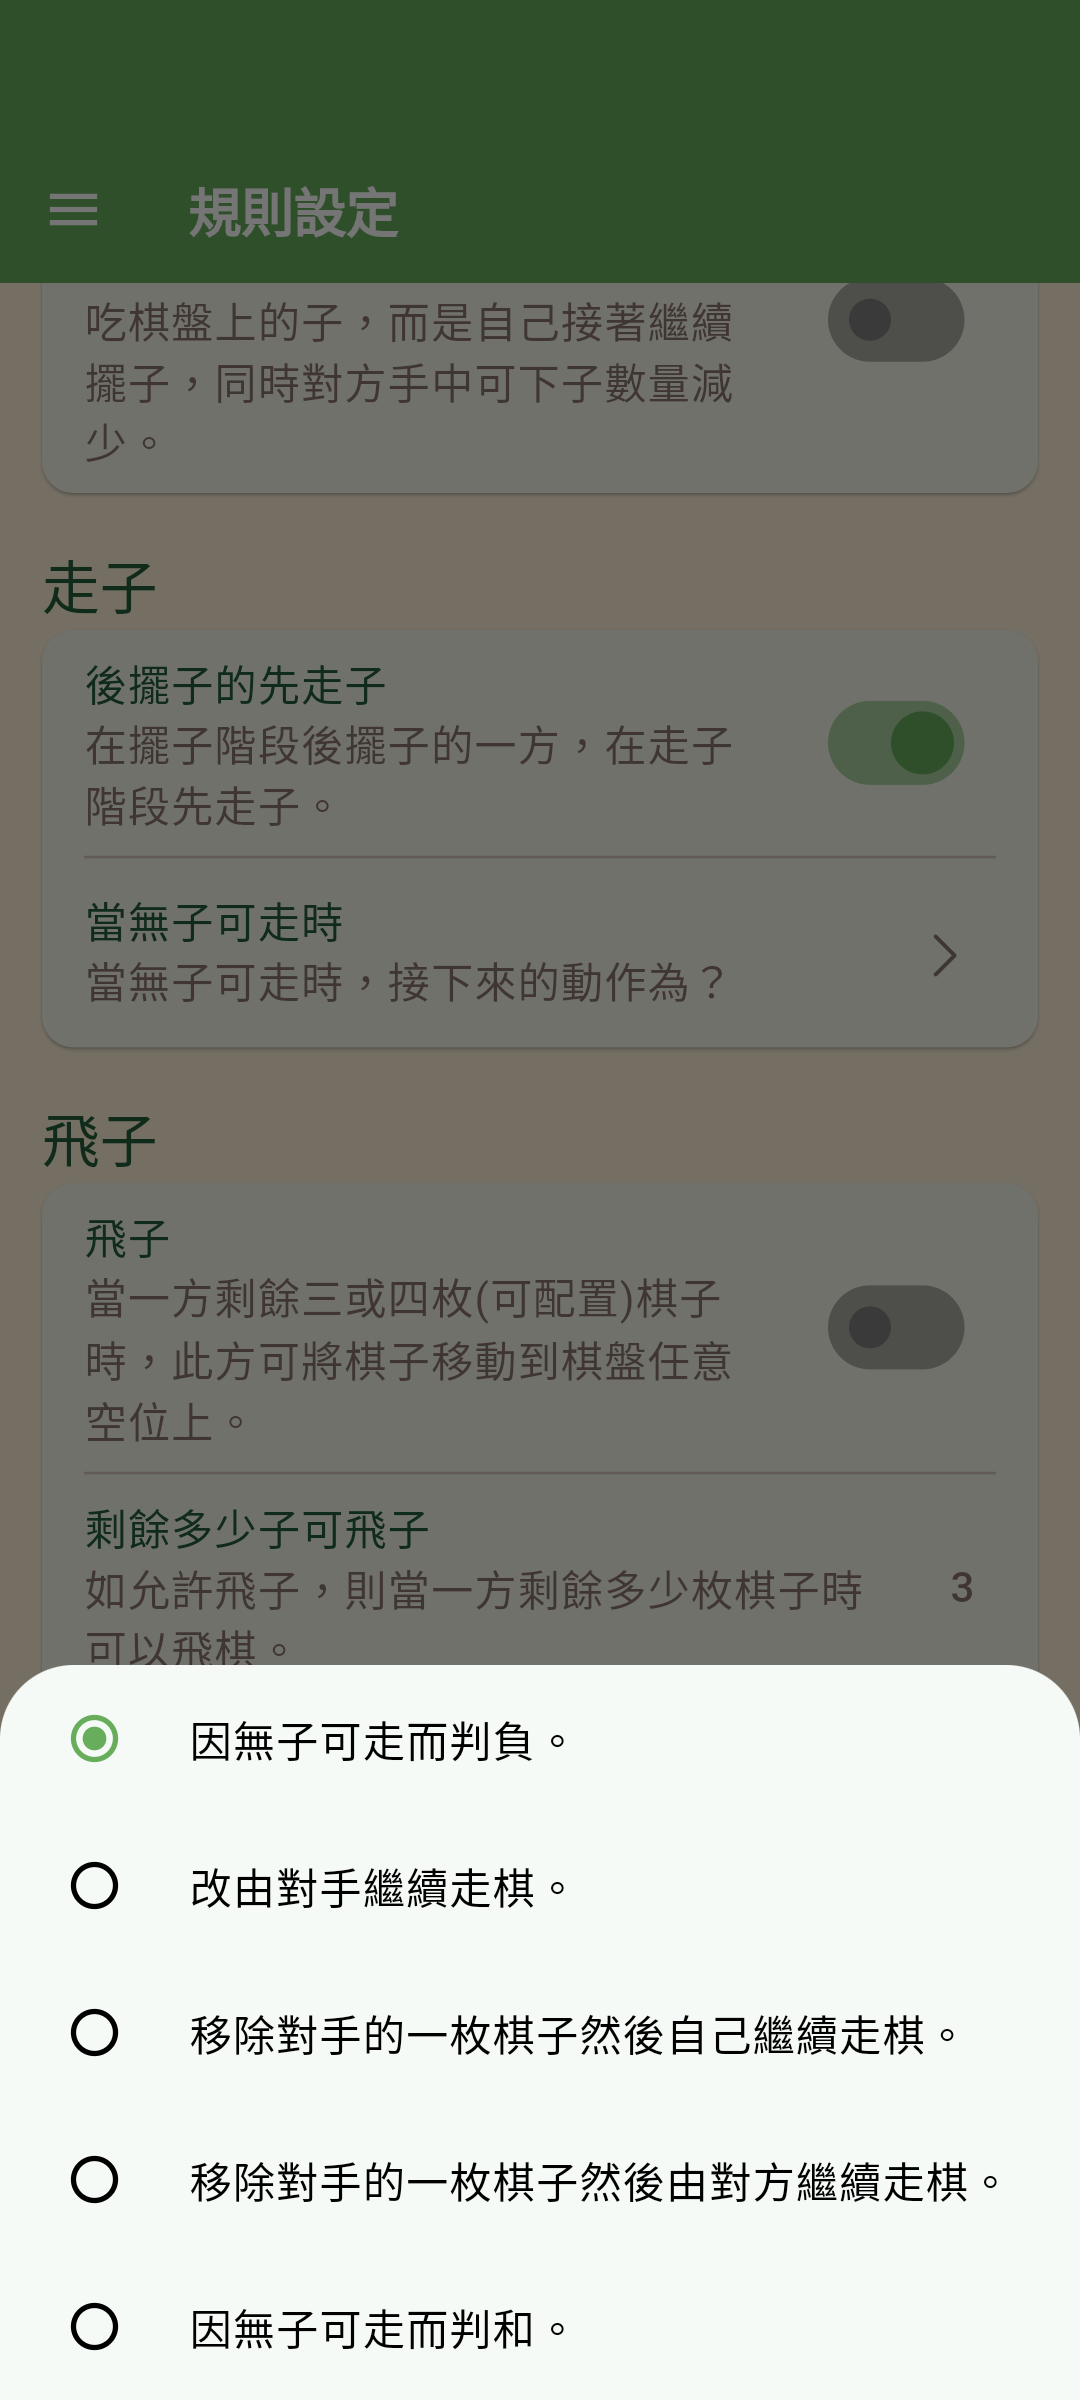 規則設定
吃棋盤上的子，而是自己接著繼續
擺子，同時對方手中可下子數量減
少。
走子
後擺子的先走子
在擺子階段後擺子的一方，在走子
階段先走子。
當無子可走時
當無子可走時，接下來的動作為？
飛子
飛子
當一方剩餘三或四枚(可配置)棋子
時，此方可將棋子移動到棋盤任意
空位上。
剩餘多少子可飛子
如允許飛子，則當一方剩餘多少枚棋子時
3
可以飛棋。
因無子可走而判負。
改由對手繼續走棋。
移除對手的一枚棋子然後自己繼續走棋。
移除對手的一枚棋子然後由對方繼續走棋。
因無子可走而判和。